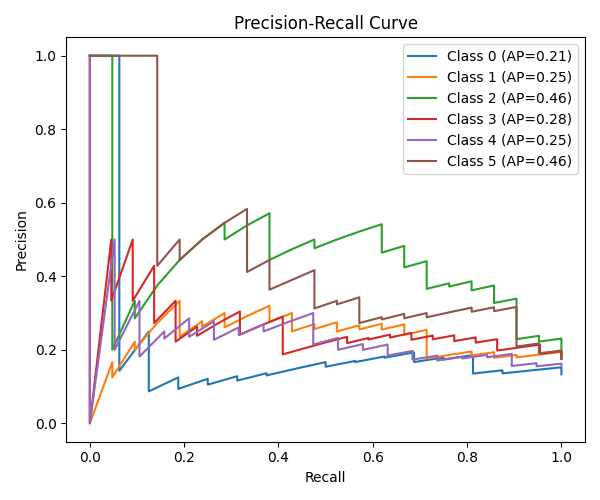 Precision-Recall Curve
1.0
0.8
0.6
0.4
0.2
0.0
Precision
Class 0 (AP=0.21)
Class 1 (AP=0.25)
Class 2 (AP=0.46)
Class 3 (AP=0.28)
Class 4 (AP=0.25)
Class 5 (AP=0.46)
0.0 0.2 0.4 0.6 0.8 1.0
Recall